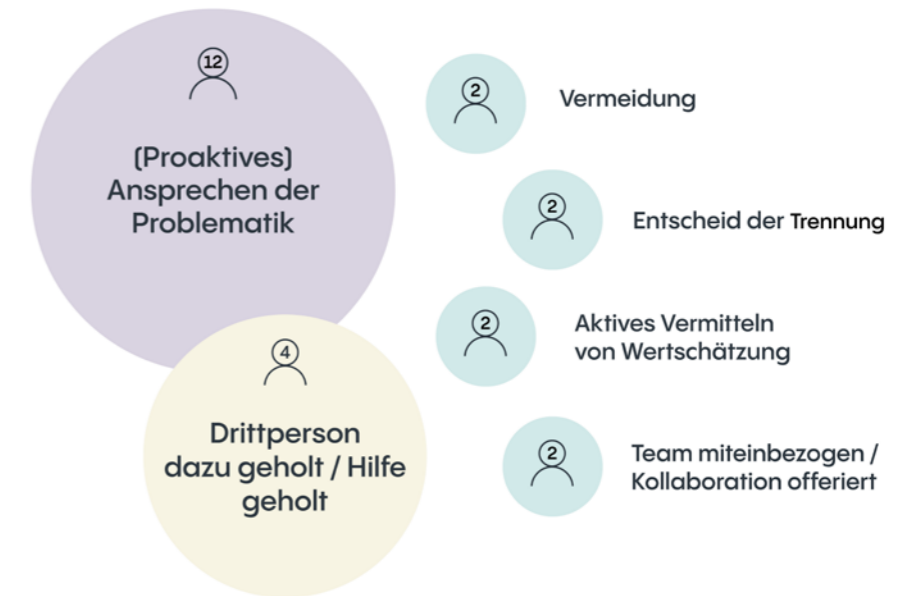 12
(Proaktives)
Ansprechen der
Problematik
4
Drittperson
dazu geholt / Hilfe
geholt
2
Vermeidung
2
Entscheid der Trennung
2
Aktives Vermitteln
von Wertschätzung
2
Team miteinbezogen /
Kollaboration offeriert